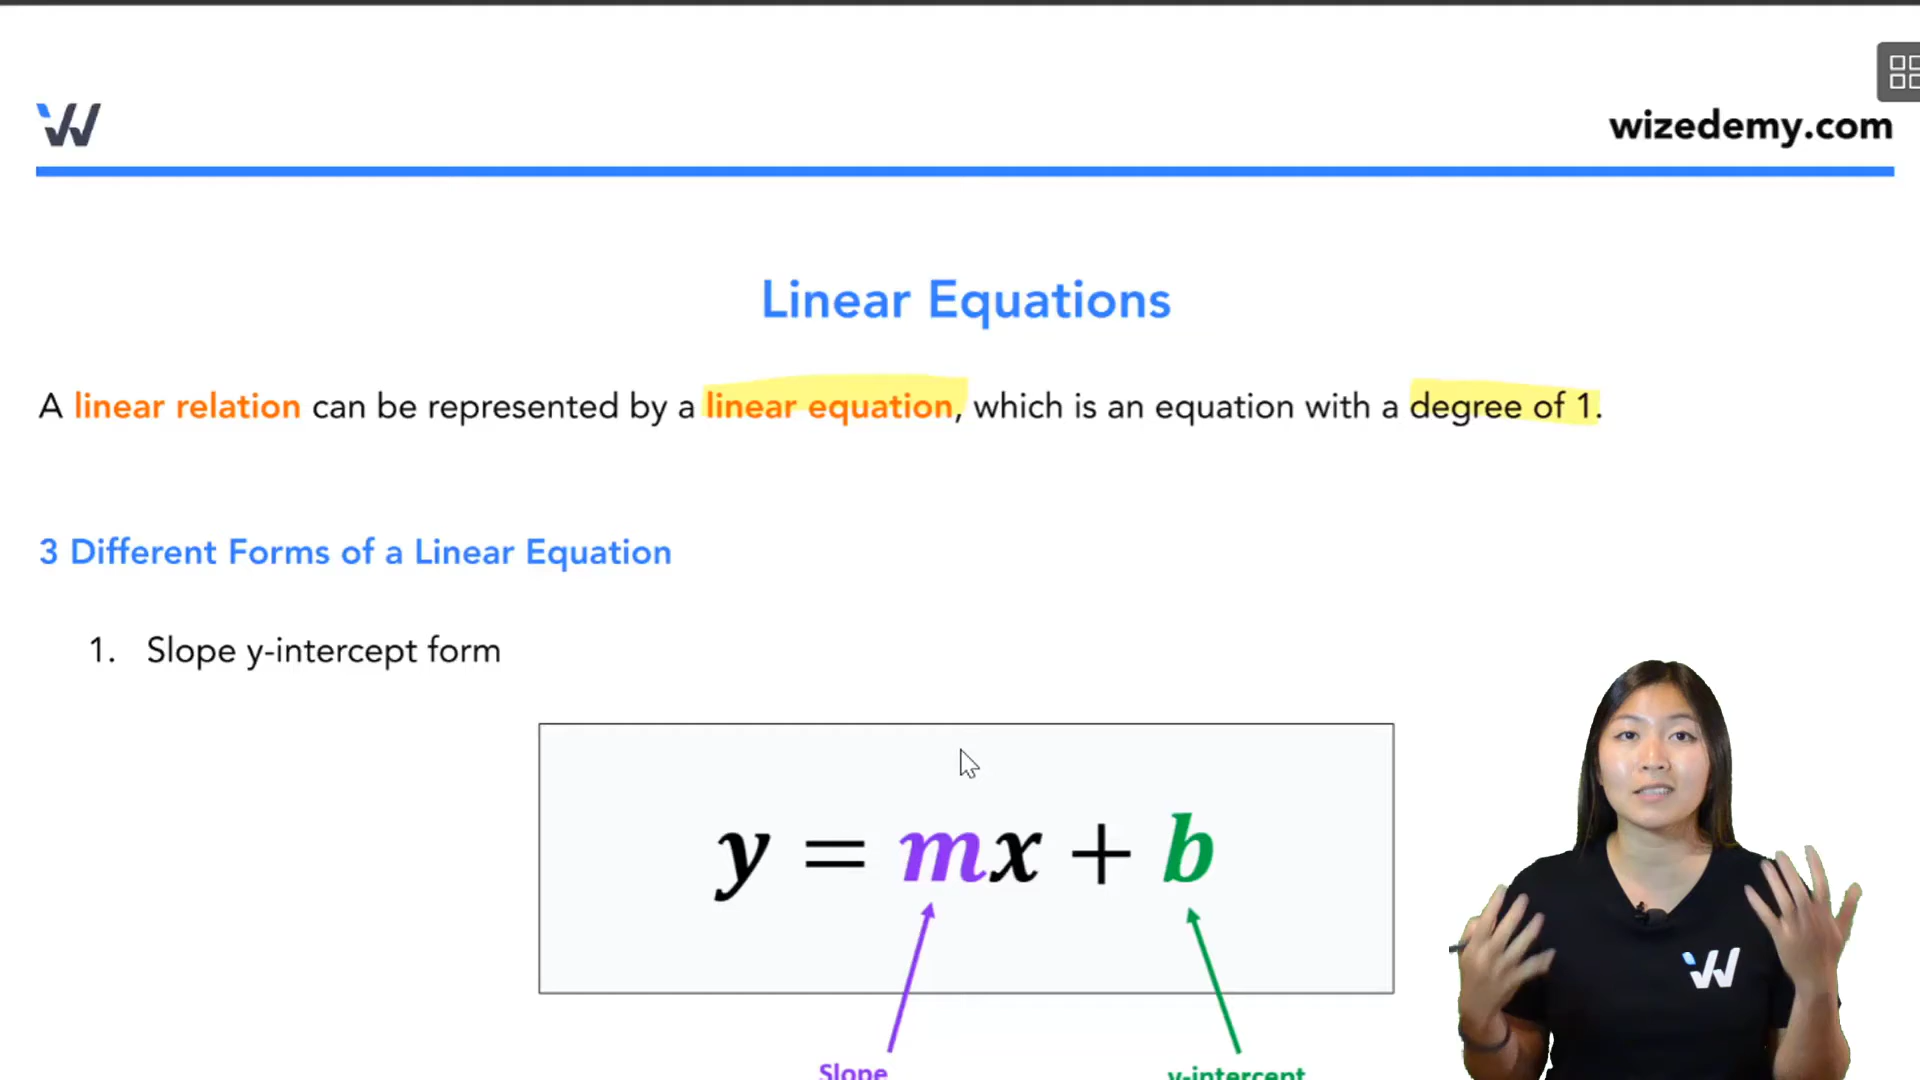 wizedemy.com
Linear Equations
A linear relation can be represented by a linear equation, which is an equation with a degree of 1.
3 Different Forms of a Linear Equation
1. Slope y-intercept form
y = mx + b
Slope
y-intercept